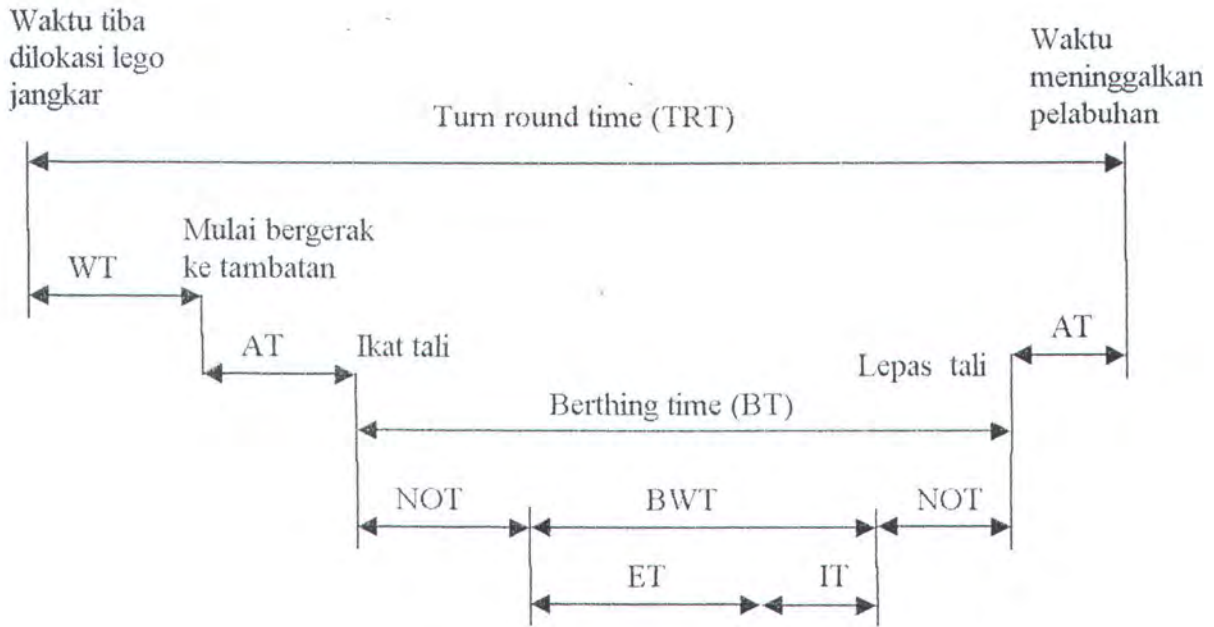 Waktu tiba
dilokasi lego
jangkar
Waktu
meninggalkan
pelabuhan
Turn round time (TRT)
Mulai bergerak
ke tambatan
WT
AT
Ikat tali
Lepas tali
AT
Berthing time (BT)
NOT
BWT
NOT
ET
IT